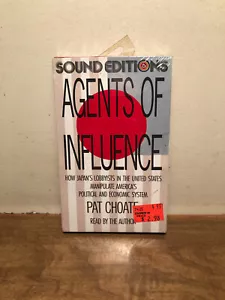 SOUND EDITIONS
AGENTS OF
INFLUENCE
HOW JAPAN'S LOBBYISTS IN THE UNITED STATES
MANIPULATE AMERICA'S
POLITICAL AND ECONOMIC SYSTEM
PAT CHOATE
READ BY THE AUTHOR